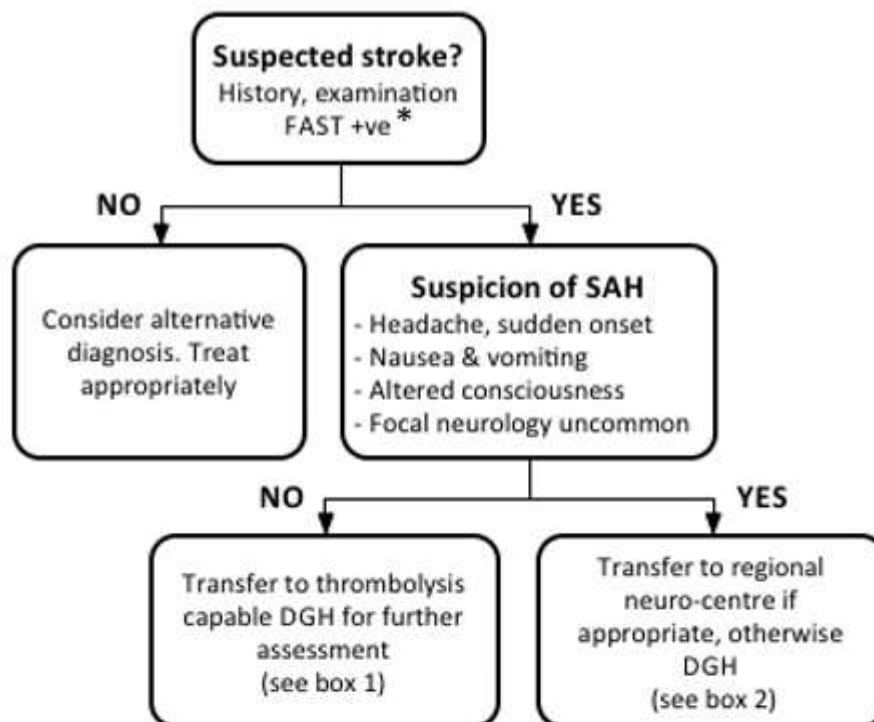 Suspected stroke?
History, examination
FAST +ve *
NO
YES
Consider alternative
diagnosis. Treat
appropriately
Suspicion of SAH
- Headache, sudden onset
- Nausea & vomiting
- Altered consciousness
- Focal neurology uncommon
NO
YES
Transfer to thrombolysis
capable DGH for further
assessment
(see box 1)
Transfer to regional
neuro-centre if
appropriate, otherwise
DGH
(see box 2)